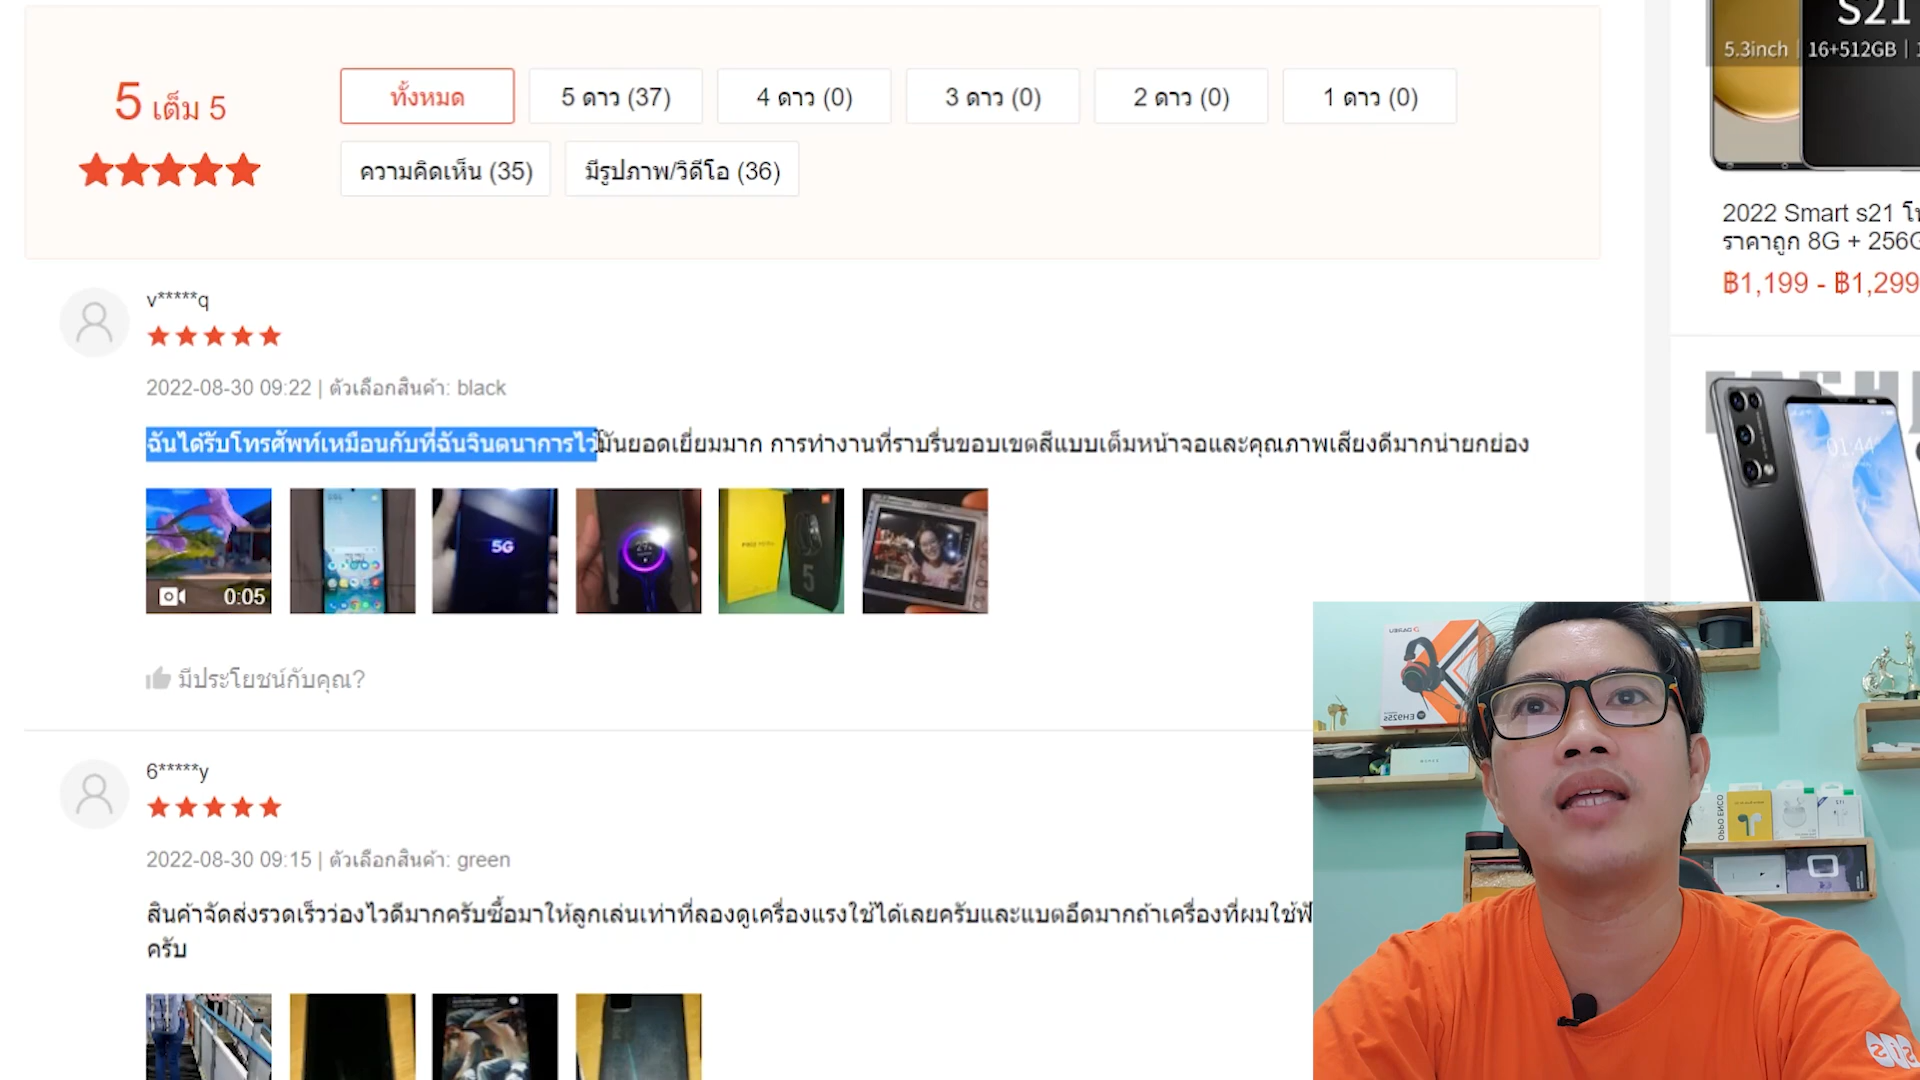 S21
5.3inch | 16+512GB |
5 เต็ม 5
ทั้งหมด
5 ดาว (37)
4 ดาว (0)
3 ดาว (0)
2 ดาว (0)
1 ดาว (0)
ความคิดเห็น (35)
มีรูปภาพ/วิดีโอ (36)
2022 Smart s21
ราคาถูก 8G + 256G
฿1,199 - ฿1,299
v*****q
2022-08-30 09:22 | ตัวเลือกสินค้า: black
ฉันได้รับโทรศัพท์เหมือนกับที่ฉันจินตนาการไว้มันยอดเยี่ยมมาก การทำงานที่ราบรื่นขอบเขตสีแบบเต็มหน้าจอและคุณภาพเสียงดีมากน่ายกย่อง
01:44
0:05
5G
5
มีประโยชน์กับคุณ?
6*****y
2022-08-30 09:15 | ตัวเลือกสินค้า: green
สินค้าจัดส่งรวดเร็วว่องไวดีมากครับซื้อมาให้ลูกเล่นเท่าที่ลองดูเครื่องแรงใช้ได้เลยครับและแบตอึดมากถ้าเครื่องที่ผมใช้
ครับ
EH925s
OPPO ENCO
sis